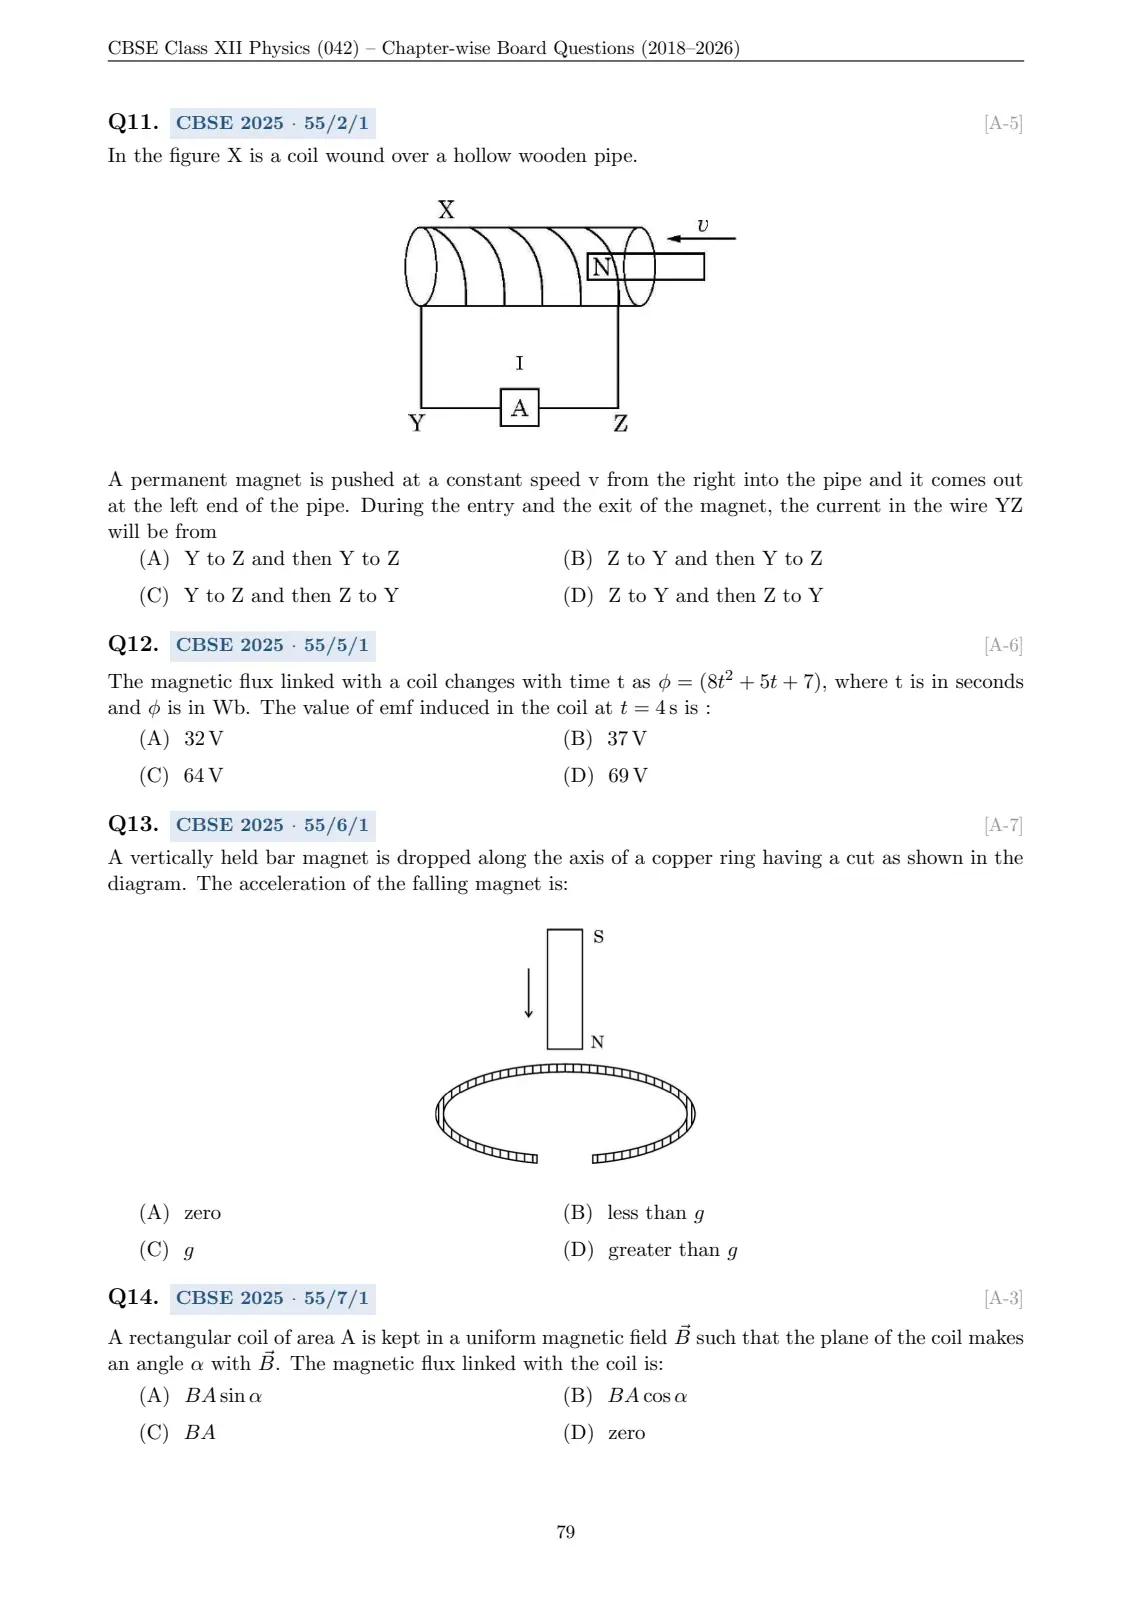 CBSE Class XII Physics (042) – Chapter-wise Board Questions (2018–2026)
Q11. CBSE 2025 · 55/2/1 [A-5]
In the figure X is a coil wound over a hollow wooden pipe.
X
v
N
I
A
Y Z
A permanent magnet is pushed at a constant speed v from the right into the pipe and it comes out
at the left end of the pipe. During the entry and the exit of the magnet, the current in the wire YZ
will be from
(A) Y to Z and then Y to Z (B) Z to Y and then Y to Z
(C) Y to Z and then Z to Y (D) Z to Y and then Z to Y
Q12. CBSE 2025 · 55/5/1 [A-6]
The magnetic flux linked with a coil changes with time t as $\phi = (8t^2 + 5t + 7)$, where t is in seconds
and $\phi$ is in Wb. The value of emf induced in the coil at $t = 4\,\text{s}$ is :
(A) 32 V (B) 37 V
(C) 64 V (D) 69 V
Q13. CBSE 2025 · 55/6/1 [A-7]
A vertically held bar magnet is dropped along the axis of a copper ring having a cut as shown in the
diagram. The acceleration of the falling magnet is:
S
N
(A) zero (B) less than g
(C) g (D) greater than g
Q14. CBSE 2025 · 55/7/1 [A-3]
A rectangular coil of area A is kept in a uniform magnetic field $\vec{B}$ such that the plane of the coil makes
an angle $\alpha$ with $\vec{B}$. The magnetic flux linked with the coil is:
(A) $BA \sin \alpha$ (B) $BA \cos \alpha$
(C) $BA$ (D) zero
79